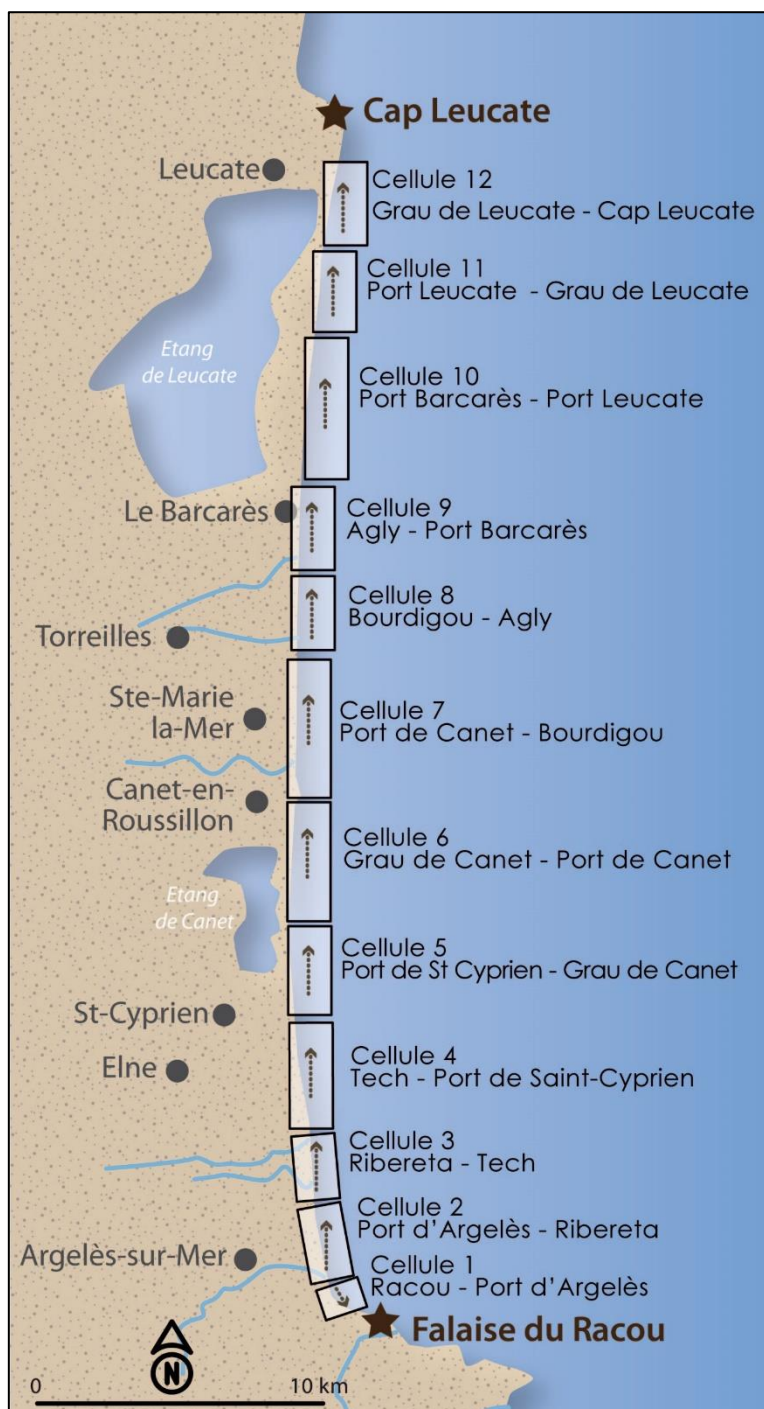 Cap Leucate
Leucate
Cellule 12
Grau de Leucate - Cap Leucate
Cellule 11
Port Leucate - Grau de Leucate
Etang
de Leucate
Cellule 10
Port Barcarès - Port Leucate
Le Barcarès
Cellule 9
Agly - Port Barcarès
Cellule 8
Bourdigou - Agly
Torreilles
Ste-Marie
la-Mer
Cellule 7
Port de Canet - Bourdigou
Canet-en-
Roussillon
Cellule 6
Grau de Canet - Port de Canet
Etang
de Canet
Cellule 5
Port de St Cyprien - Grau de Canet
St-Cyprien
Elne
Cellule 4
Tech - Port de Saint-Cyprien
Cellule 3
Ribereta - Tech
Cellule 2
Port d'Argelès - Ribereta
Argelès-sur-Mer
Cellule 1
Racou - Port d'Argelès
Falaise du Racou
N
0 10 km